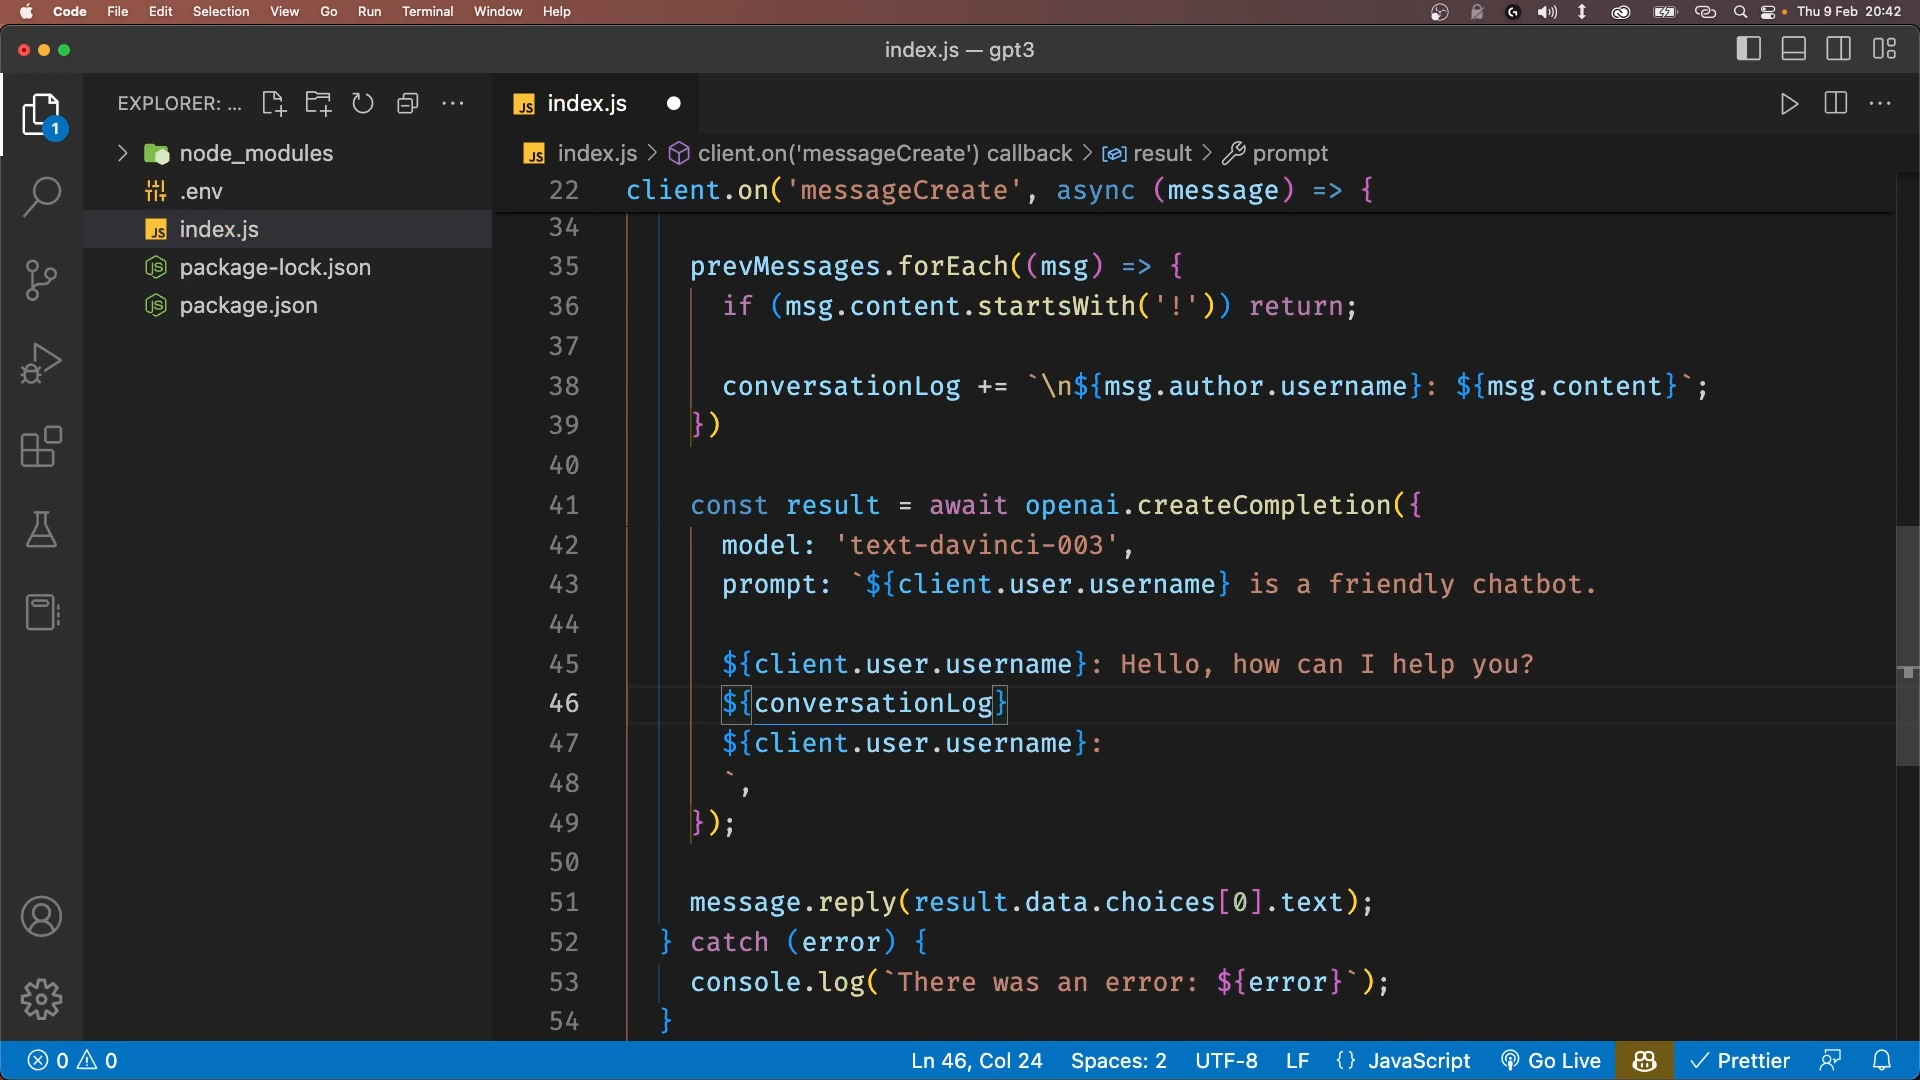 Code File Edit Selection View Go Run Terminal Window Help Thu 9 Feb 20:42
index.js — gpt3
EXPLORER: ...
1
node_modules
.env
index.js
package-lock.json
package.json
JS index.js
JS index.js > client.on('messageCreate') callback > result > prompt
22 client.on('messageCreate', async (message) => {
34
35 prevMessages.forEach((msg) => {
36 if (msg.content.startsWith('!')) return;
37
38 conversationLog += `\n${msg.author.username}: ${msg.content}`;
39 })
40
41 const result = await openai.createCompletion({
42 model: 'text-davinci-003',
43 prompt: `${client.user.username} is a friendly chatbot.
44
45 ${client.user.username}: Hello, how can I help you?
46 ${conversationLog}
47 ${client.user.username}:
48 `,
49 });
50
51 message.reply(result.data.choices[0].text);
52 } catch (error) {
53 console.log(`There was an error: ${error}`);
54 }
0 0 Ln 46, Col 24 Spaces: 2 UTF-8 LF {} JavaScript Go Live Prettier